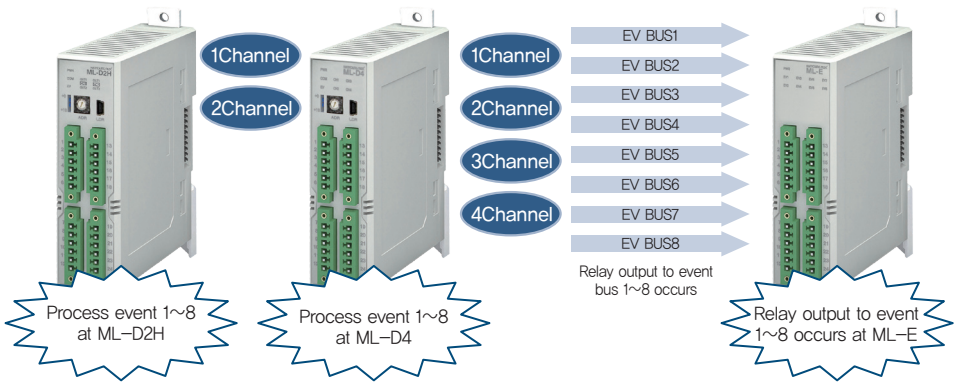 ML-D2H
1Channel
2Channel
Process event 1~8
at ML-D2H
ML-D4
1Channel
2Channel
3Channel
4Channel
Process event 1~8
at ML-D4
EV BUS1
EV BUS2
EV BUS3
EV BUS4
EV BUS5
EV BUS6
EV BUS7
EV BUS8
Relay output to event
bus 1~8 occurs
ML-E
Relay output to event
1~8 occurs at ML-E